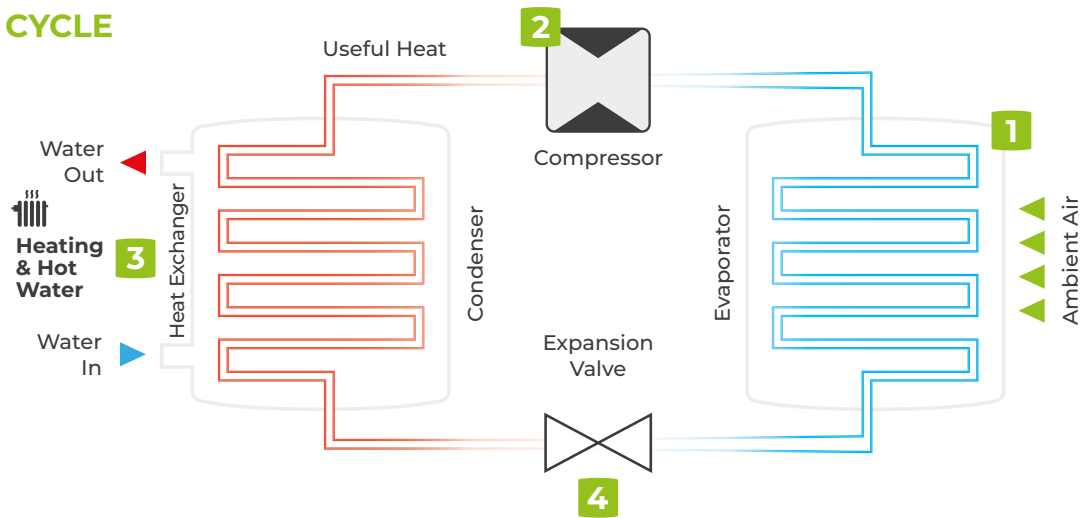 CYCLE
Useful Heat
2
Compressor
1
Water
Out
Heating
& Hot
Water
3
Heat Exchanger
Condenser
Evaporator
Ambient Air
Water
In
Expansion
Valve
4